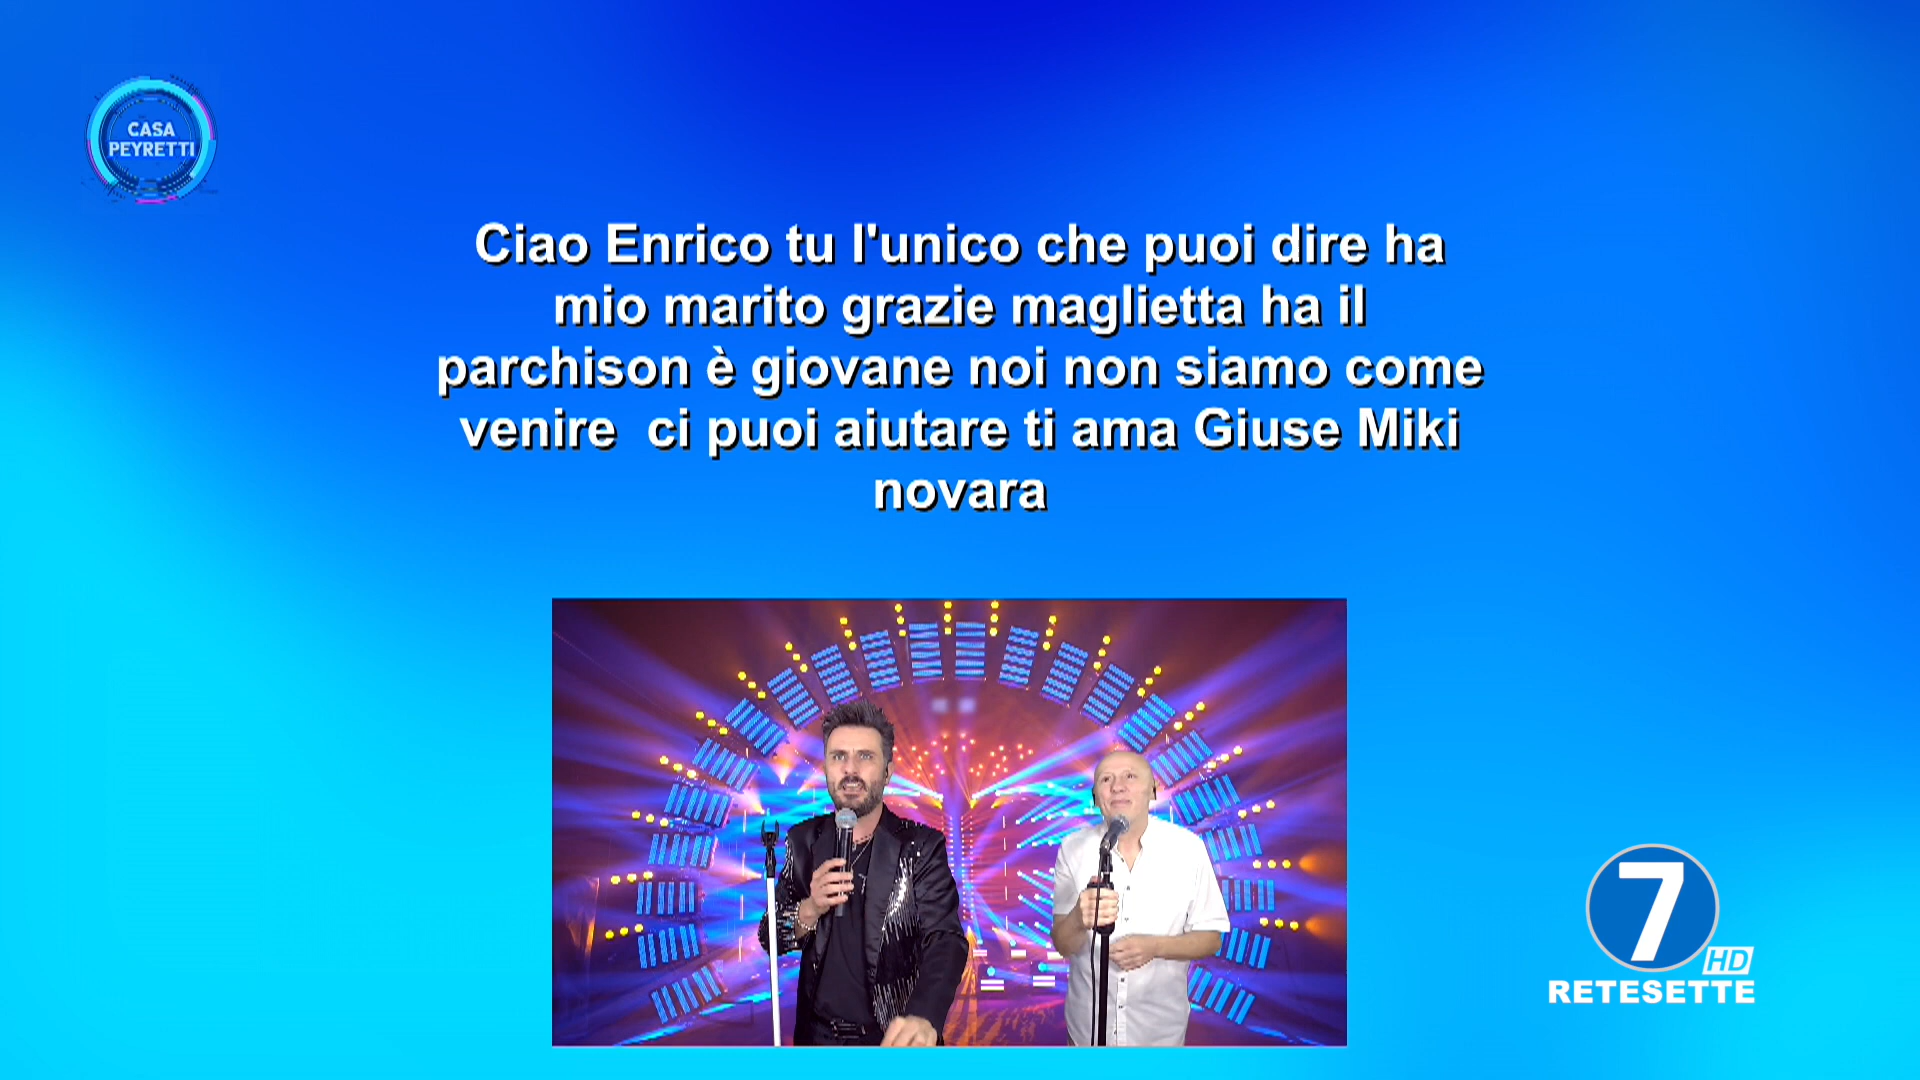 CASA
PEYRETTI
Ciao Enrico tu l'unico che puoi dire ha
mio marito grazie maglietta ha il
parchison è giovane noi non siamo come
venire  ci puoi aiutare ti ama Giuse Miki
novara
7
HD
RETESETTE